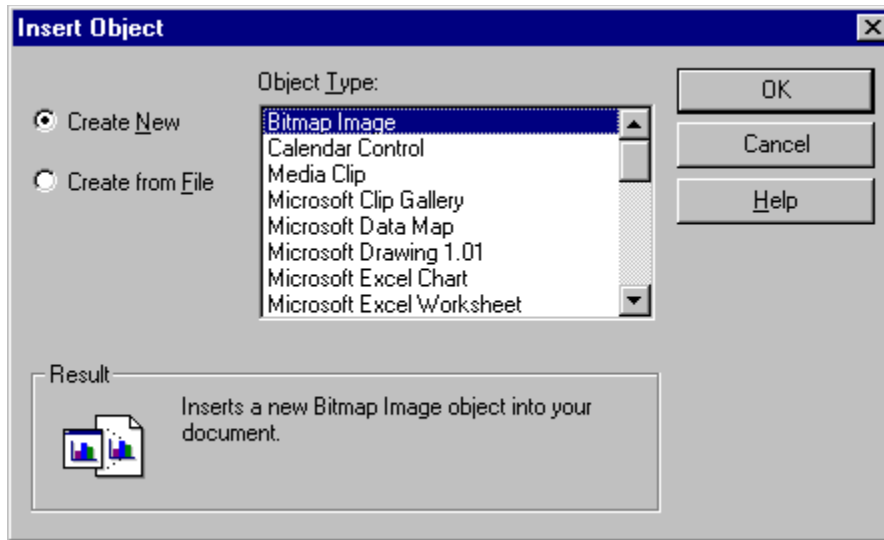 Insert Object
Object Type:
Create New
Create from File
Bitmap Image
Calendar Control
Media Clip
Microsoft Clip Gallery
Microsoft Data Map
Microsoft Drawing 1.01
Microsoft Excel Chart
Microsoft Excel Worksheet
OK
Cancel
Help
Result
Inserts a new Bitmap Image object into your
document.